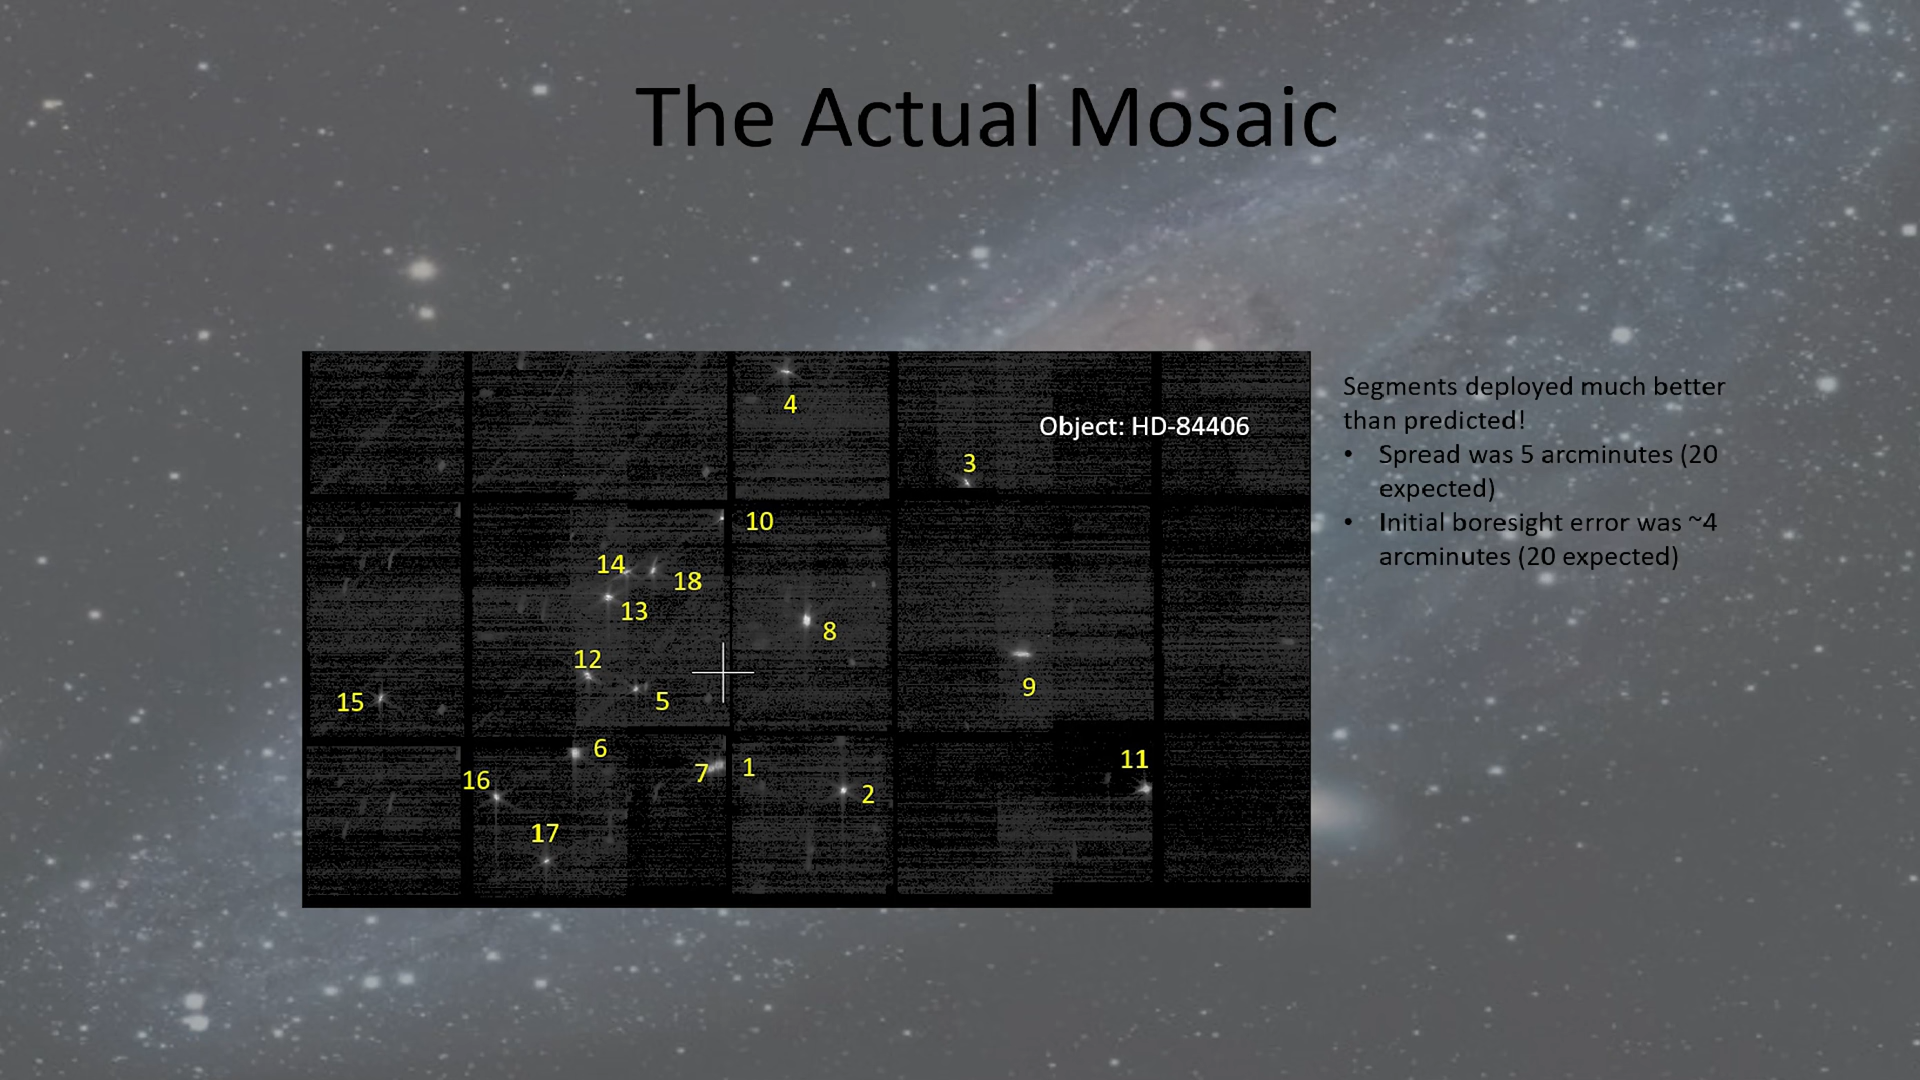 The Actual Mosaic
4
Object: HD-84406
3
10
14
18
13
8
12
15
5
9
6
16
7
1
11
2
17
Segments deployed much better
than predicted!
• Spread was 5 arcminutes (20
expected)
• Initial boresight error was ~4
arcminutes (20 expected)